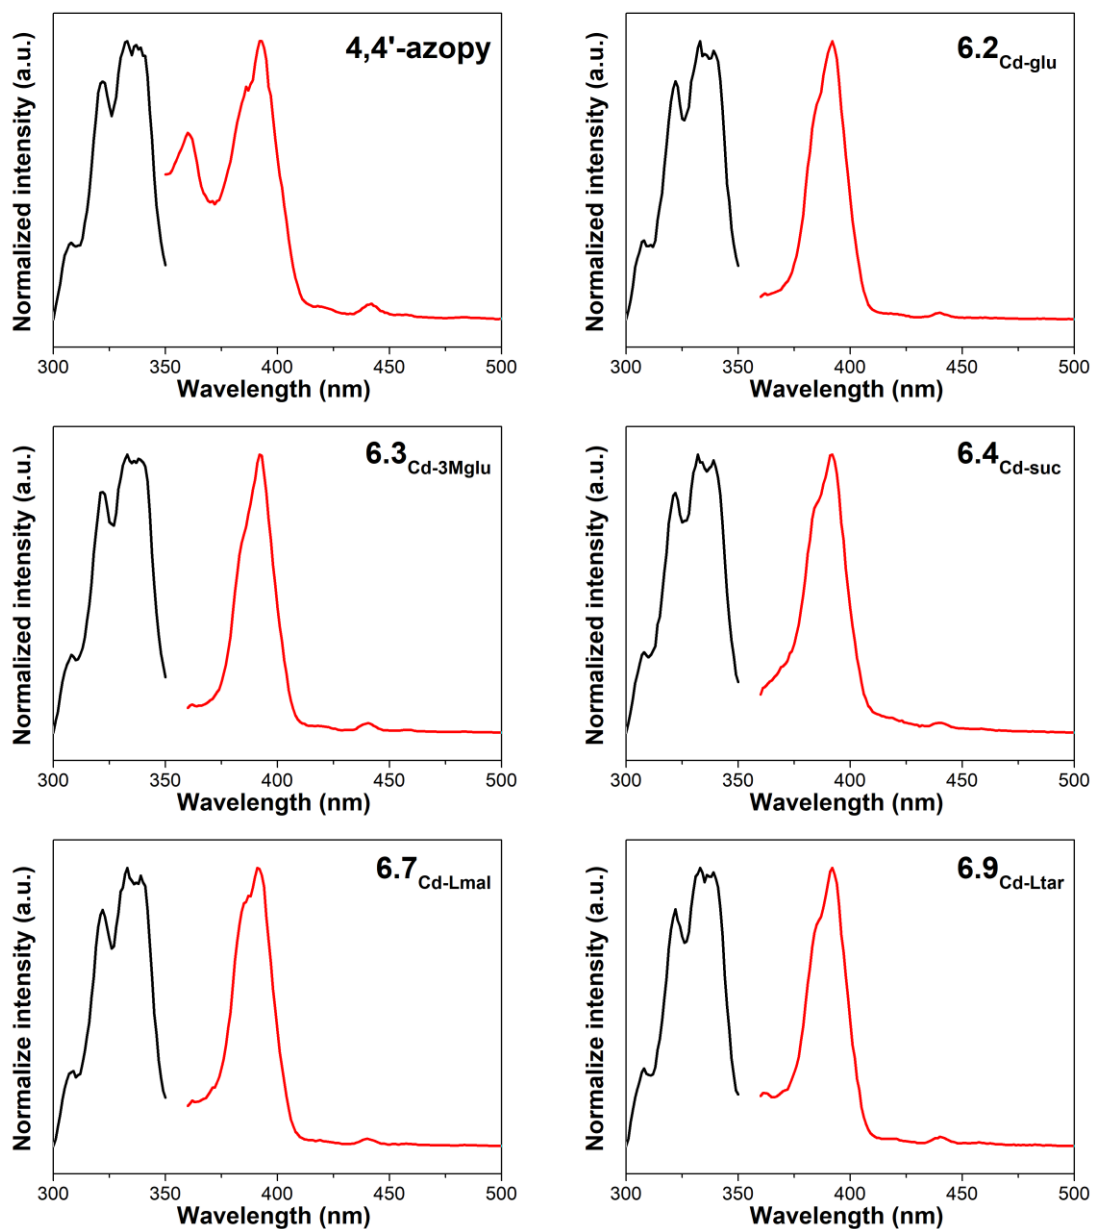 4,4'-azopy
Normalized intensity (a.u.)
300 350 400 450 500
Wavelength (nm)
6.2Cd-glu
Normalized intensity (a.u.)
300 350 400 450 500
Wavelength (nm)
6.3Cd-3Mglu
Normalized intensity (a.u.)
300 350 400 450 500
Wavelength (nm)
6.4Cd-suc
Normalized intensity (a.u.)
300 350 400 450 500
Wavelength (nm)
6.7Cd-Lmal
Normalize intensity (a.u.)
300 350 400 450 500
Wavelength (nm)
6.9Cd-Ltar
Normalize intensity (a.u.)
300 350 400 450 500
Wavelength (nm)